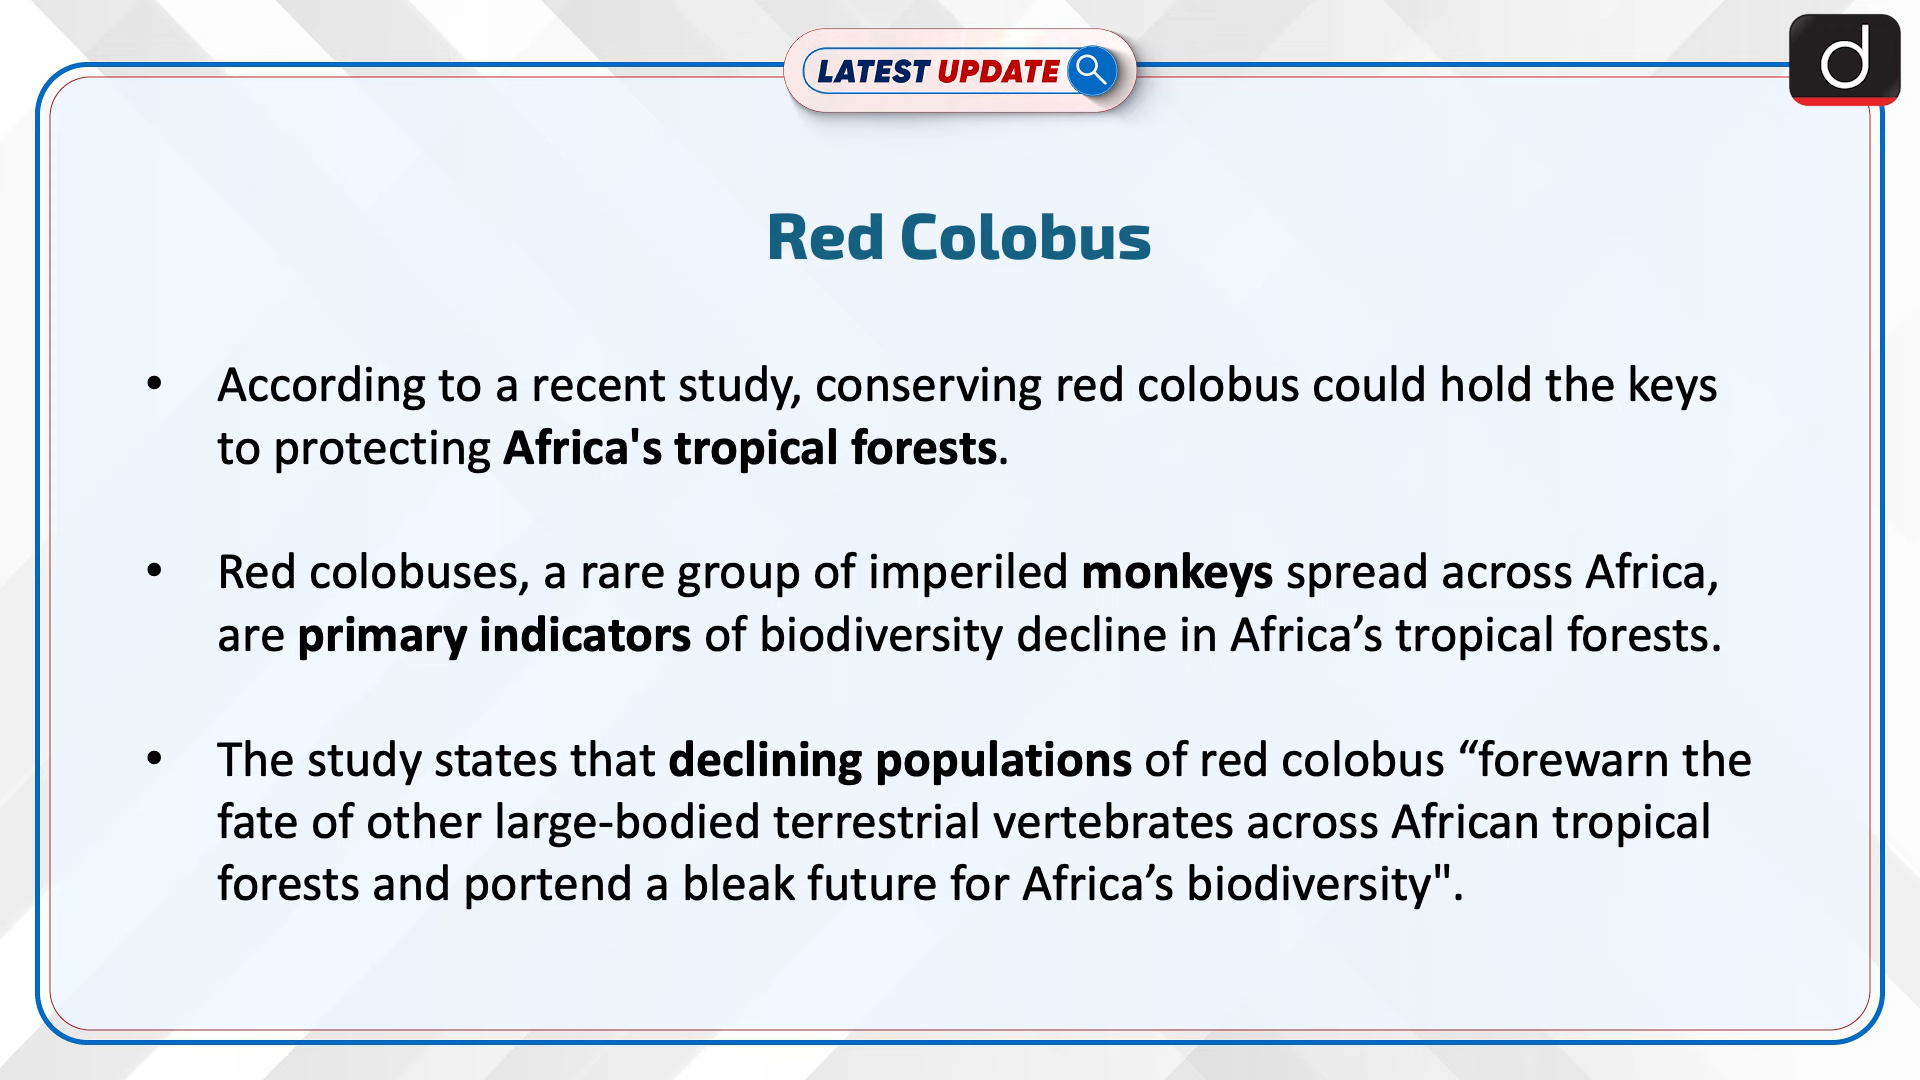 LATEST UPDATE
d
Red Colobus
• According to a recent study, conserving red colobus could hold the keys
to protecting Africa's tropical forests.
• Red colobuses, a rare group of imperiled monkeys spread across Africa,
are primary indicators of biodiversity decline in Africa’s tropical forests.
• The study states that declining populations of red colobus “forewarn the
fate of other large-bodied terrestrial vertebrates across African tropical
forests and portend a bleak future for Africa’s biodiversity".